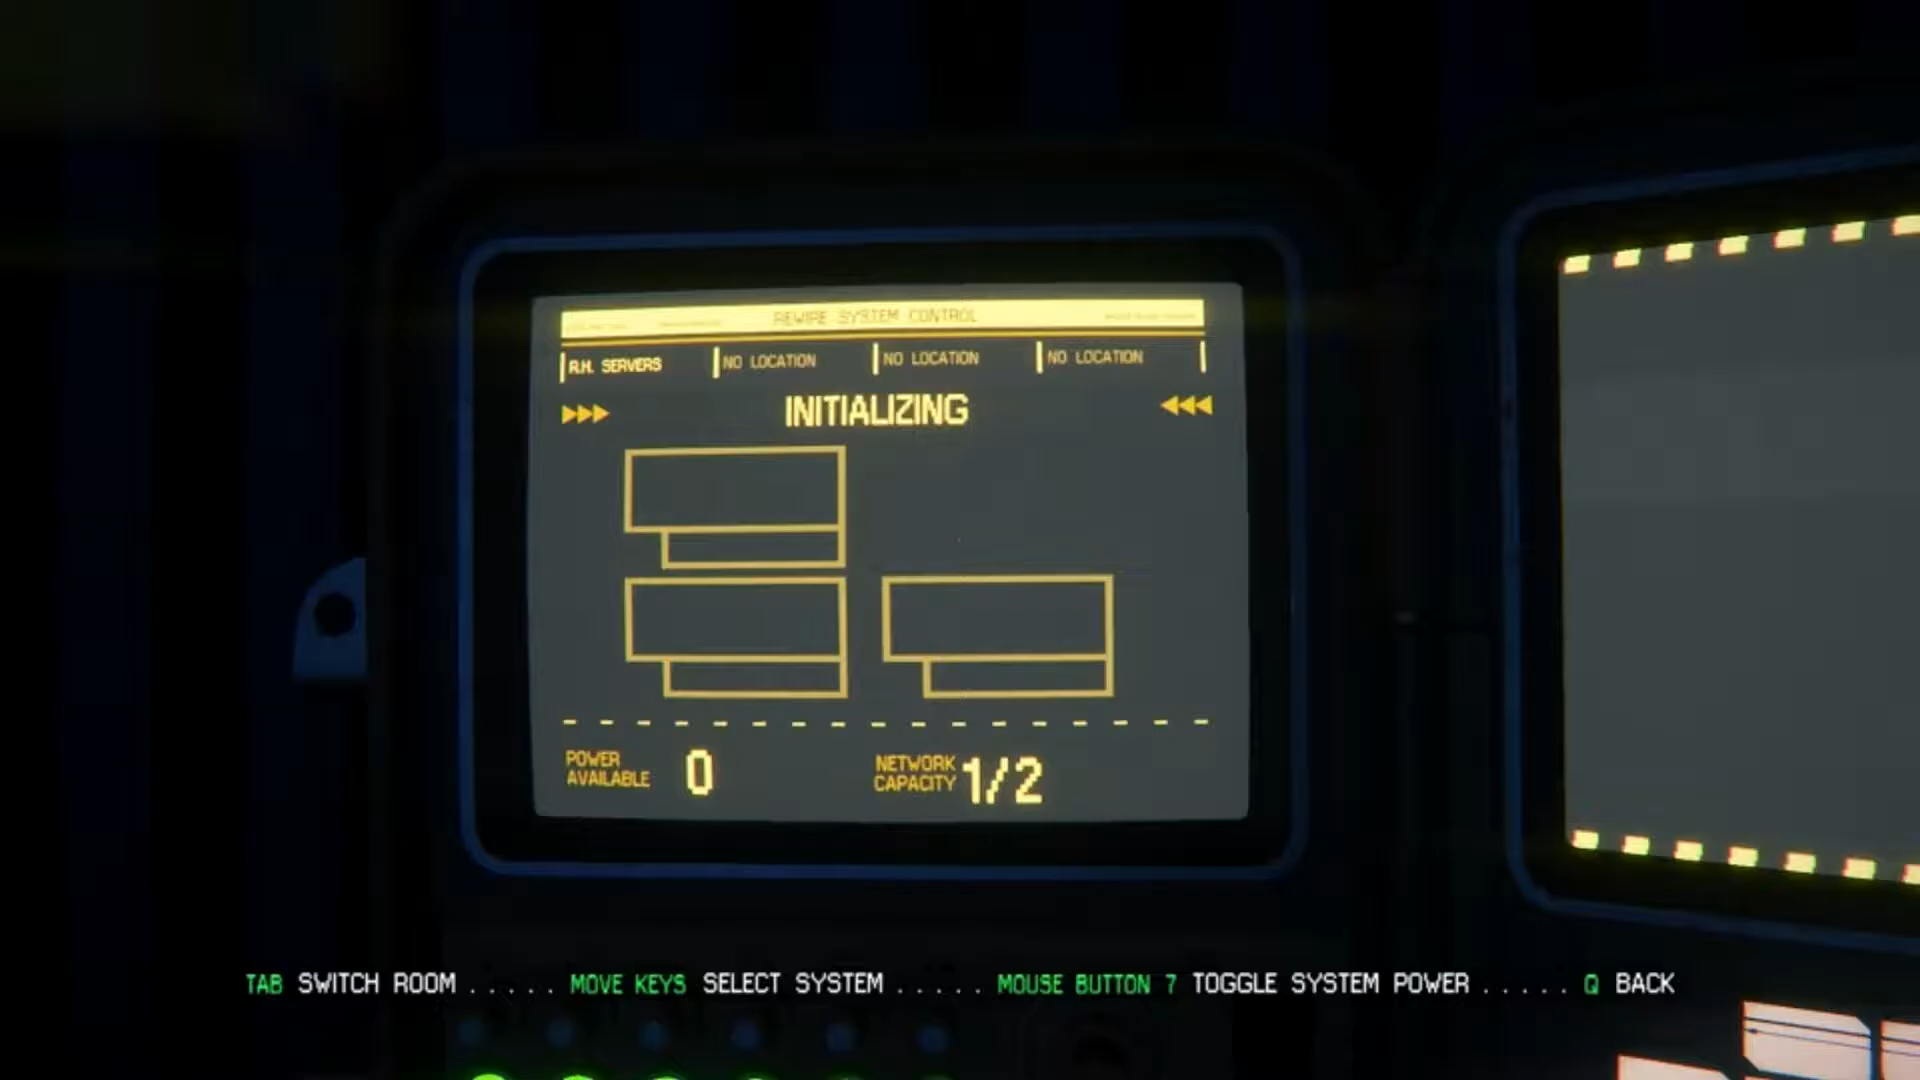 REWIRE SYSTEM CONTROL
R.H. SERVERS NO LOCATION NO LOCATION NO LOCATION
INITIALIZING
POWER AVAILABLE 0 NETWORK CAPACITY 1/2
TAB SWITCH ROOM ..... MOVE KEYS SELECT SYSTEM ..... MOUSE BUTTON 7 TOGGLE SYSTEM POWER ..... Q BACK